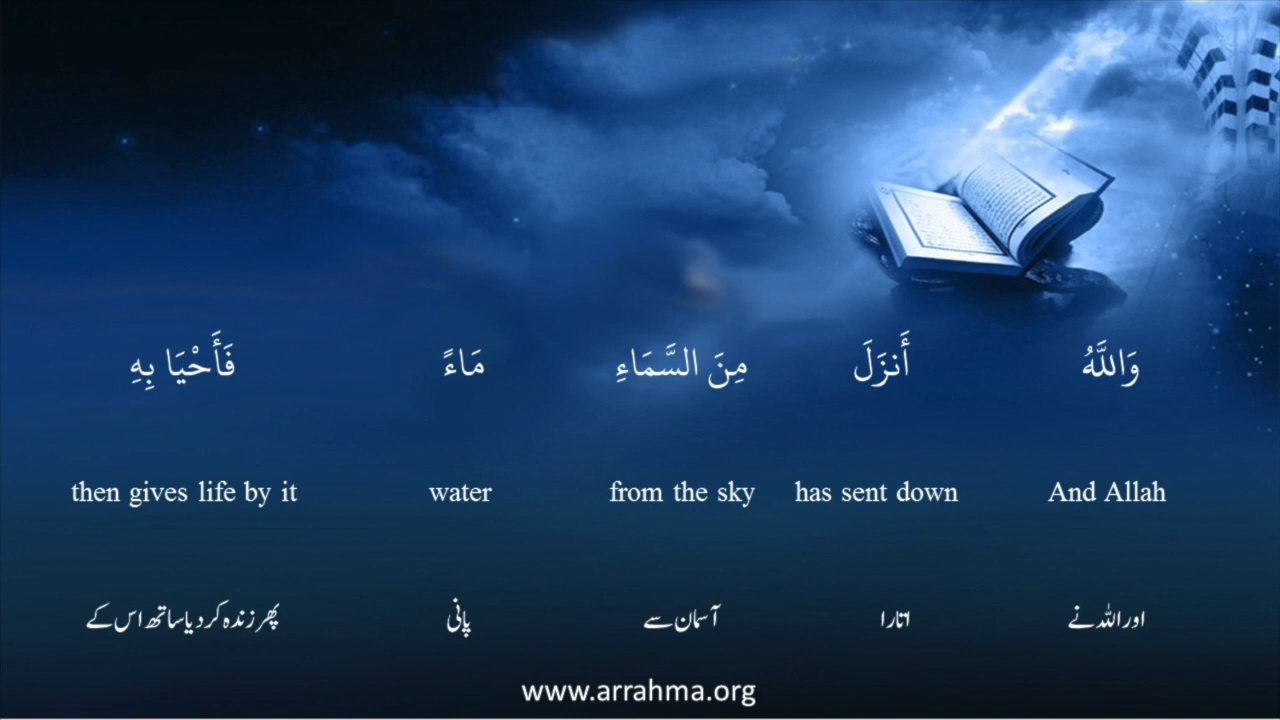 وَاللَّهُ أَنزَلَ مِنَ السَّمَاءِ مَاءً فَأَحْيَا بِهِ
And Allah has sent down from the sky water then gives life by it
اور اللہ نے اتارا آسمان سے پانی پھر زندہ کر دیا ساتھ اس کے
www.arrahma.org